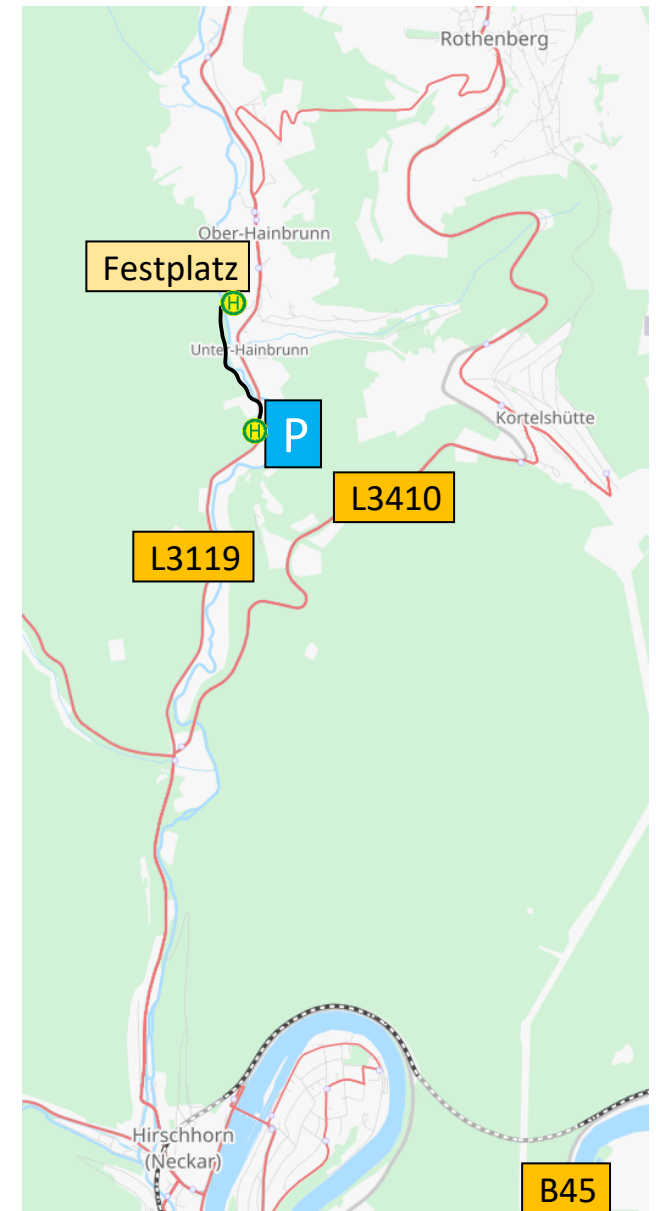 Rothenberg
Ober-Hainbrunn
Festplatz
H
Unter-Hainbrunn
Kortelshütte
H
P
L3410
L3119
Hirschhorn
(Neckar)
B45